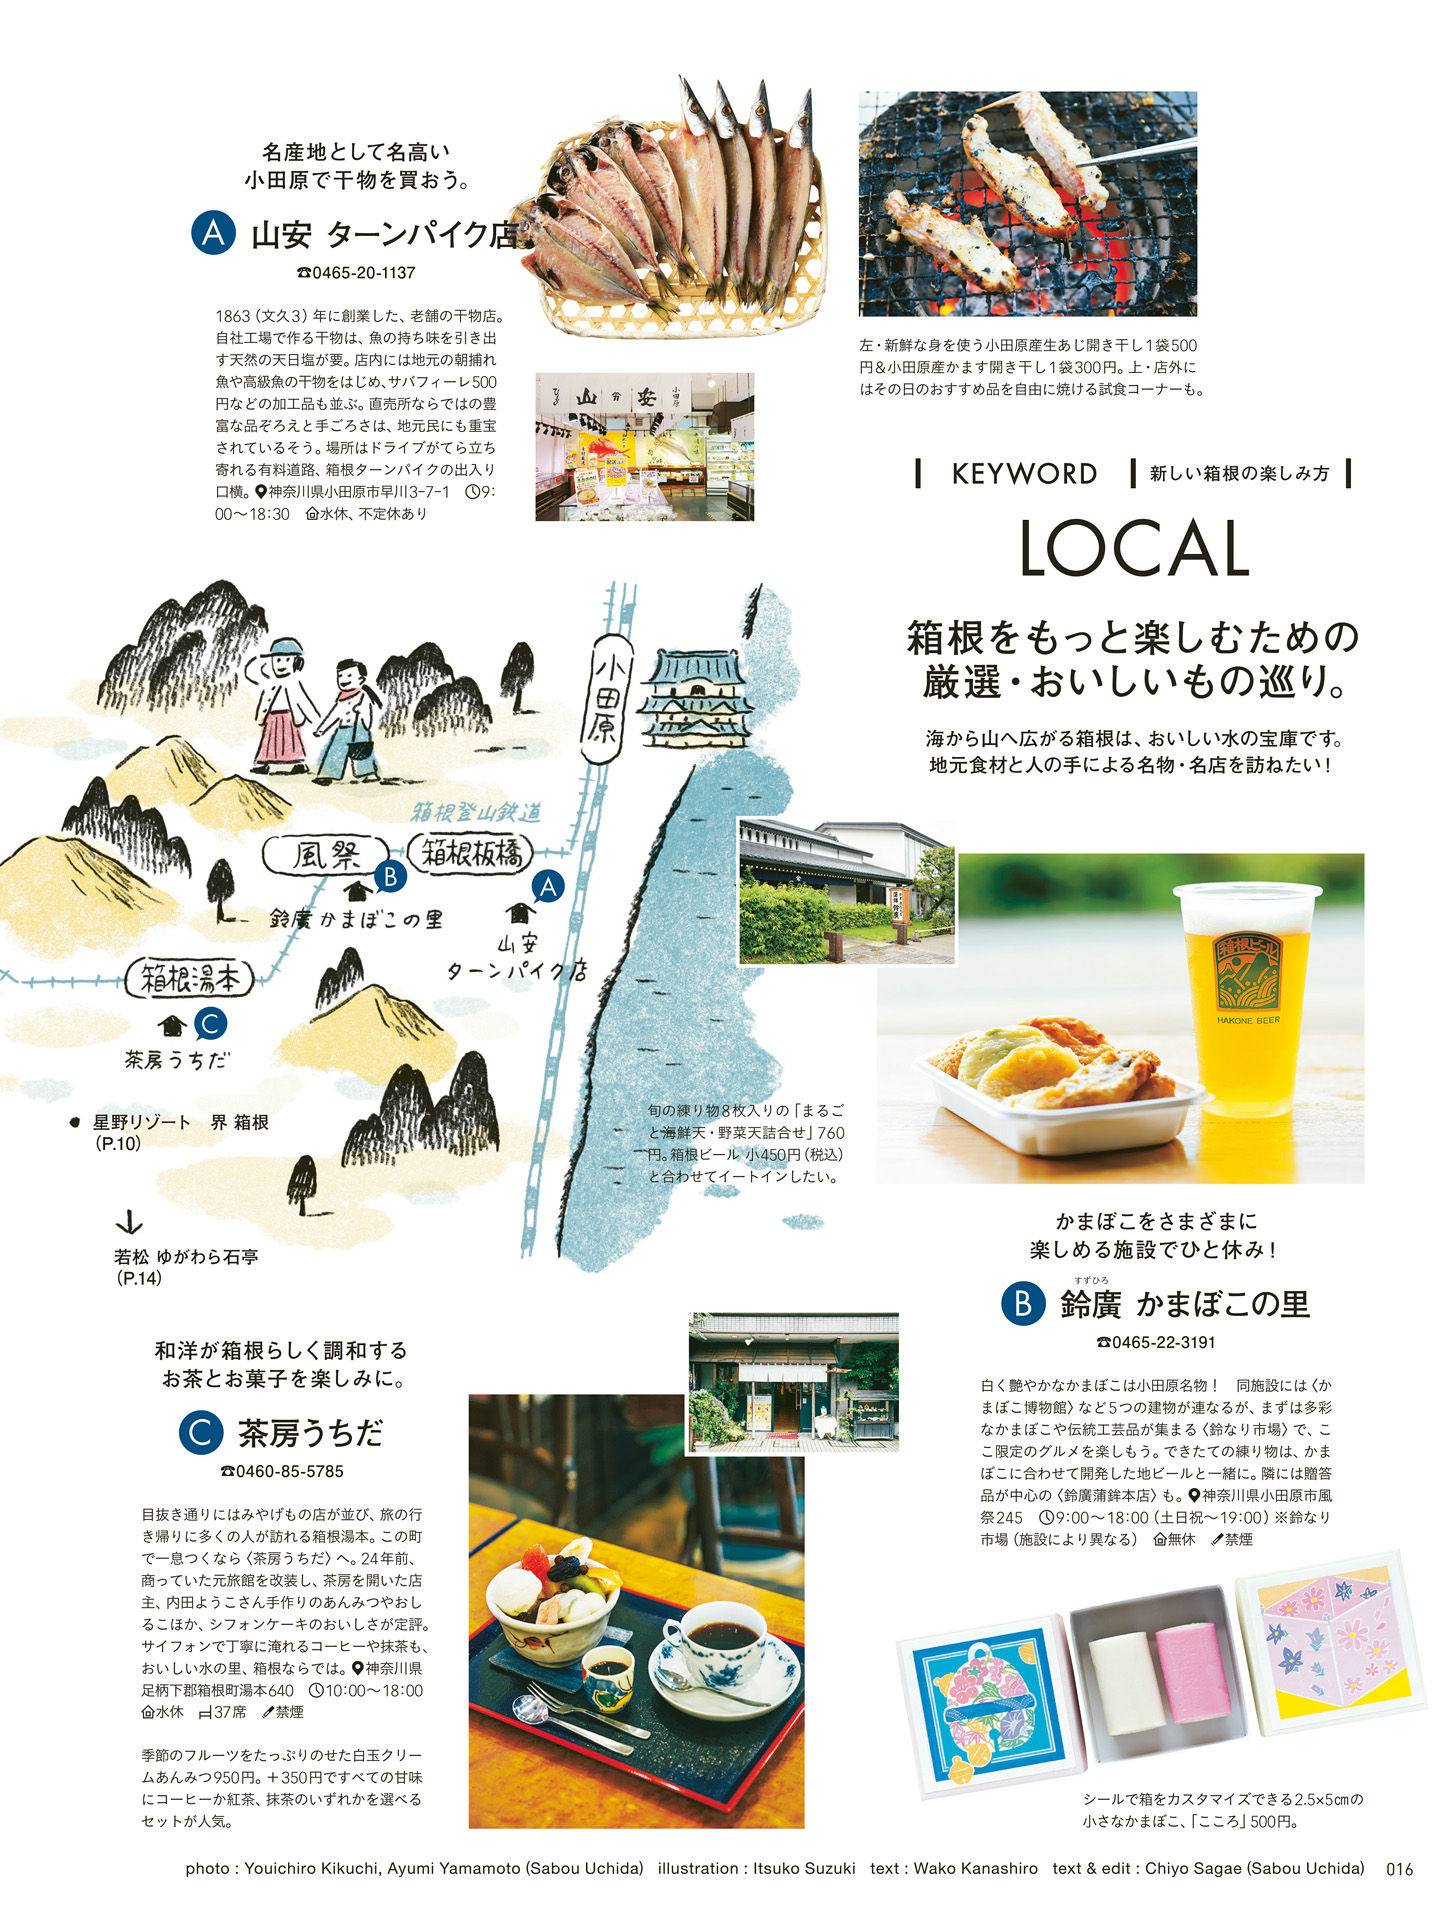 名産地として名高い
小田原で干物を買おう。
A 山安 ターンパイク店
☎0465-20-1137
1863（文久3）年に創業した、老舗の干物店。
自社工場で作る干物は、魚の持ち味を引き出
す天然の天日塩が要。店内には地元の朝捕れ
魚や高級魚の干物をはじめ、サバフィーレ500
円などの加工品も並ぶ。直売所ならではの豊
富な品ぞろえと手ごろさは、地元民にも重宝
されているそう。場所はドライブがてら立ち
寄れる有料道路、箱根ターンパイクの出入り
口横。神奈川県小田原市早川3-7-1　9：
00〜18:30　水休、不定休あり
小田原
山安
左・新鮮な身を使う小田原産生あじ開き干し1袋500
円＆小田原産かます開き干し1袋300円。上・店外に
はその日のおすすめ品を自由に焼ける試食コーナーも。
KEYWORD 新しい箱根の楽しみ方
LOCAL
箱根をもっと楽しむための
厳選・おいしいもの巡り。
海から山へ広がる箱根は、おいしい水の宝庫です。
地元食材と人の手による名物・名店を訪ねたい！
小田原
箱根登山鉄道
風祭
箱根板橋
B
A
鈴廣かまぼこの里
山安
ターンパイク店
箱根湯本
C
茶房うちだ
星野リゾート　界 箱根
（P.10）
若松 ゆがわら石亭
（P.14）
箱根ビール
HAKONE BEER
旬の練り物8枚入りの「まるご
と海鮮天・野菜天詰合せ」760
円。箱根ビール 小450円（税込）
と合わせてイートインしたい。
かまぼこをさまざまに
楽しめる施設でひと休み！
すずひろ
B 鈴廣 かまぼこの里
☎0465-22-3191
白く艶やかなかまぼこは小田原名物！　同施設には〈か
まぼこ博物館〉など5つの建物が連なるが、まずは多彩
なかまぼこや伝統工芸品が集まる〈鈴なり市場〉で、こ
こ限定のグルメを楽しもう。できたての練り物は、かま
ぼこに合わせて開発した地ビールと一緒に。隣には贈答
品が中心の〈鈴廣蒲鉾本店〉も。神奈川県小田原市風
祭245　9:00〜18:00（土日祝〜19:00）※鈴なり
市場（施設により異なる）　無休　禁煙
シールで箱をカスタマイズできる2.5×5㎝の
小さなかまぼこ、「こころ」500円。
和洋が箱根らしく調和する
お茶とお菓子を楽しみに。
C 茶房うちだ
☎0460-85-5785
目抜き通りにはみやげもの店が並び、旅の行
き帰りに多くの人が訪れる箱根湯本。この町
で一息つくなら〈茶房うちだ〉へ。24年前、
商っていた元旅館を改装し、茶房を開いた店
主、内田ようこさん手作りのあんみつやおし
るこほか、シフォンケーキのおいしさが定評。
サイフォンで丁寧に淹れるコーヒーや抹茶も、
おいしい水の里、箱根ならでは。神奈川県
足柄下郡箱根町湯本640　10:00〜18:00
水休　37席　禁煙
季節のフルーツをたっぷりのせた白玉クリー
ムあんみつ950円。＋350円ですべての甘味
にコーヒーか紅茶、抹茶のいずれかを選べる
セットが人気。
photo : Youichiro Kikuchi, Ayumi Yamamoto (Sabou Uchida)　illustration : Itsuko Suzuki　text : Wako Kanashiro　text & edit : Chiyo Sagae (Sabou Uchida)　016